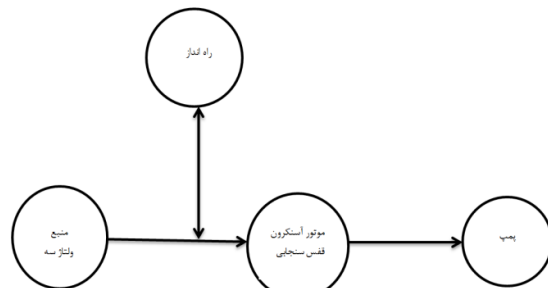 راه انداز
منبع
ولتاژ سه
موتور آسنکرون
قفس سنجابی
پمپ